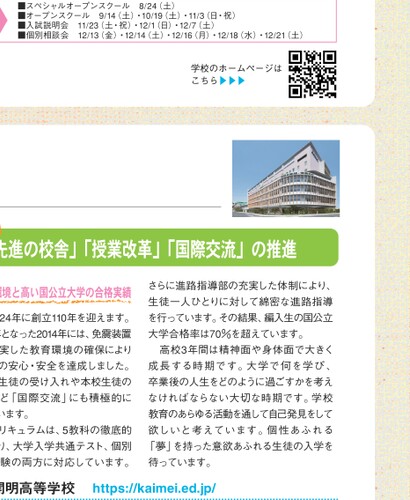 ■スペシャルオープンスクール 8/24（土）
■オープンスクール 9/14（土）・10/19（土）・11/3（日・祝）
■入試説明会 11/23（土・祝）・12/1（日）・12/7（土）
■個別相談会 12/13（金）・12/14（土）・12/16（月）・12/18（水）・12/21（土）
学校のホームページは
こちら▶▶▶
先進の校舎」「授業改革」「国際交流」の推進
環境と高い国公立大学の合格実績
24年に創立110年を迎えます。
となった2014年には、免震装置
実した教育環境の確保により
の安心・安全を達成しました。
生徒の受け入れや本校生徒の
ど「国際交流」にも積極的に
います。
リキュラムは、5教科の徹底的
り、大学入学共通テスト、個別
験の両方に対応しています。
さらに進路指導部の充実した体制により、
生徒一人ひとりに対して綿密な進路指導
を行っています。その結果、編入生の国公立
大学合格率は70%を超えています。
高校3年間は精神面や身体面で大きく
成長する時期です。大学で何を学び、
卒業後の人生をどのように過ごすかを考え
なければならない大切な時期です。学校
教育のあらゆる活動を通して自己発見をして
欲しいと考えています。個性あふれる
「夢」を持った意欲あふれる生徒の入学を
待っています。
開明高等学校 https://kaimei.ed.jp/